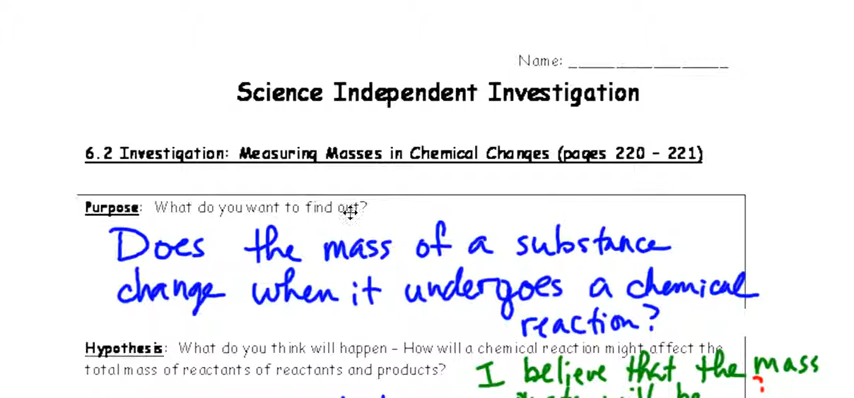 Name: _________________
Science Independent Investigation
6.2 Investigation: Measuring Masses in Chemical Changes (pages 220 - 221)
Purpose: What do you want to find out?
Does the mass of a substance
change when it undergoes a chemical
reaction?
Hypothesis: What do you think will happen - How will a chemical reaction might affect the
total mass of reactants of reactants and products?
I believe that the mass
?
will be